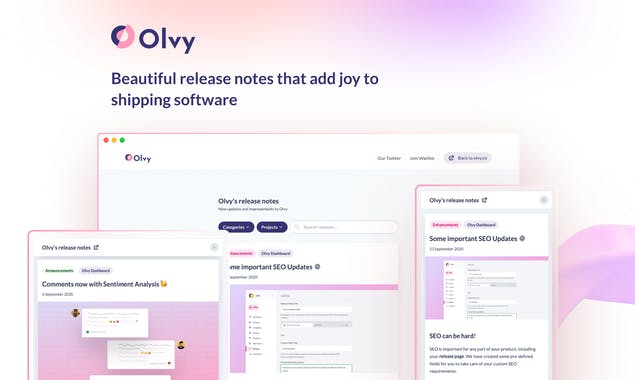 Olvy
Beautiful release notes that add joy to
shipping software
Olvy
Our Twitter
Join Waitlist
Back to olvy.co
Olvy's release notes
New updates and improvements to Olvy
Categories
Projects
Search releases...
Olvy's release notes
Announcements
Olvy Dashboard
Comments now with Sentiment Analysis
6 September 2020
Olvy Dashboard
me important SEO Updates
September 2020
Olvy's release notes
Enhancements
Olvy Dashboard
Some important SEO Updates
13 September 2020
SEO can be hard!
SEO is important for any part of your product, including
your release page. We have created some pre defined
fields for you to take care of your custom SEO
requirements